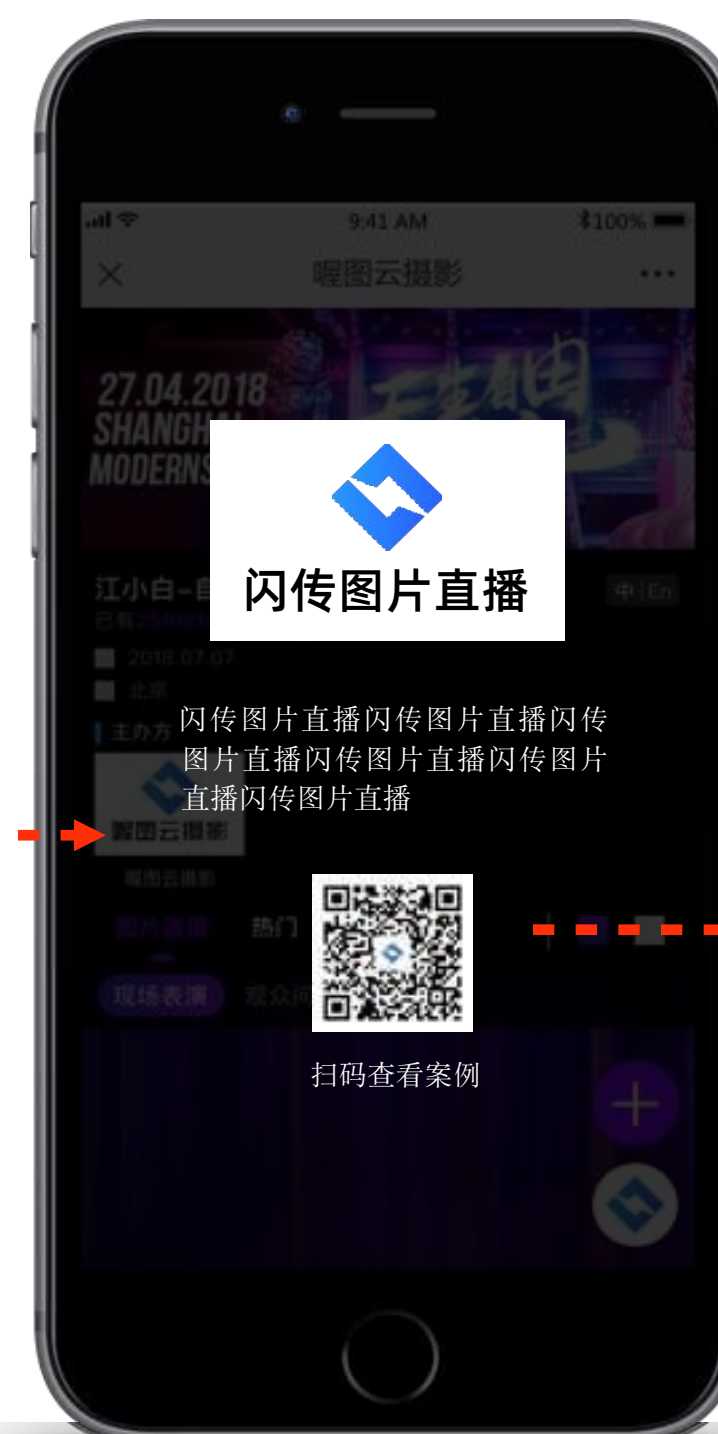 9:41 AM
100%
喔图云摄影
27.04.2018
SHANGH
MODERNS
闪传图片直播
江小白-自
中 En
已有
2018.07.07
北京
主办方
闪传图片直播闪传图片直播闪传
图片直播闪传图片直播闪传图片
直播闪传图片直播
喔图云摄影
喔图云摄影
图片直播
热门
现场表演
观众问
扫码查看案例